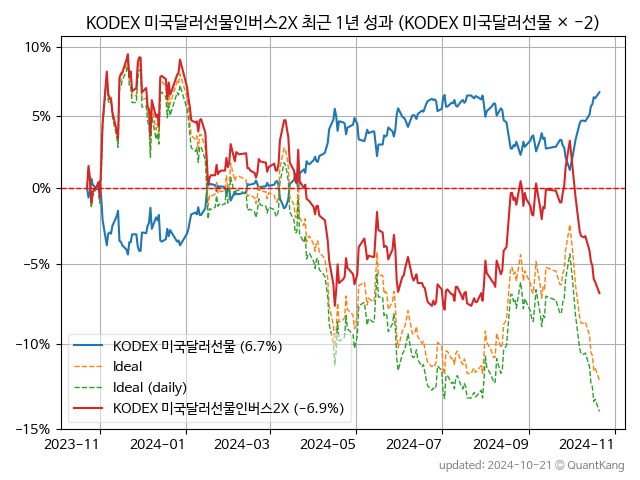 KODEX 미국달러선물인버스2X 최근 1년 성과 (KODEX 미국달러선물 × −2)
10%
5%
0%
−5%
−10%
−15%
KODEX 미국달러선물 (6.7%)
Ideal
Ideal (daily)
KODEX 미국달러선물인버스2X (−6.9%)
2023-11 2024-01 2024-03 2024-05 2024-07 2024-09 2024-11
updated: 2024-10-21 © QuantKang